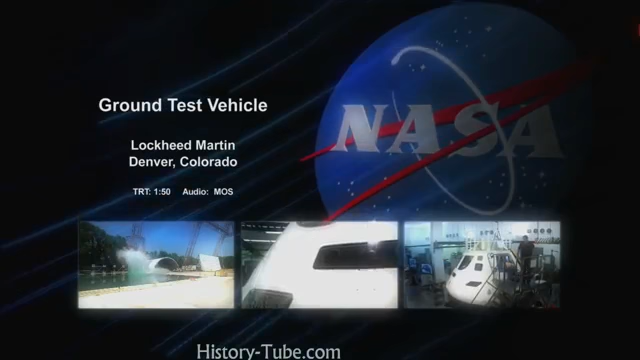 Ground Test Vehicle
NASA
Lockheed Martin
Denver, Colorado
TRT: 1:50 Audio: MOS
History-Tube.com